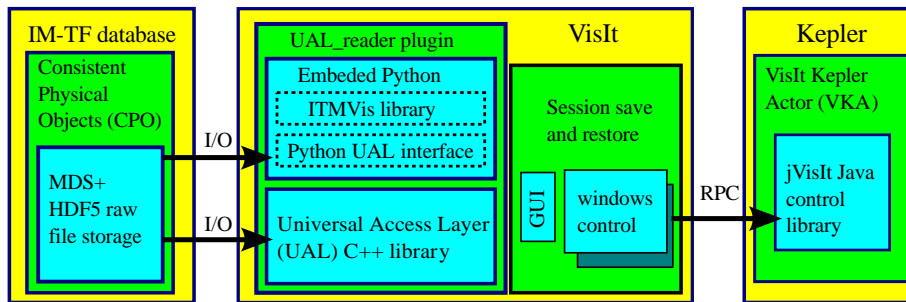 IM-TF database
Consistent
Physical
Objects (CPO)
MDS+
HDF5 raw
file storage
I/O
I/O
VisIt
UAL_reader plugin
Embeded Python
ITMVis library
Python UAL interface
Universal Access Layer
(UAL) C++ library
Session save
and restore
GUI
windows
control
RPC
Kepler
VisIt Kepler
Actor (VKA)
jVisIt Java
control
library